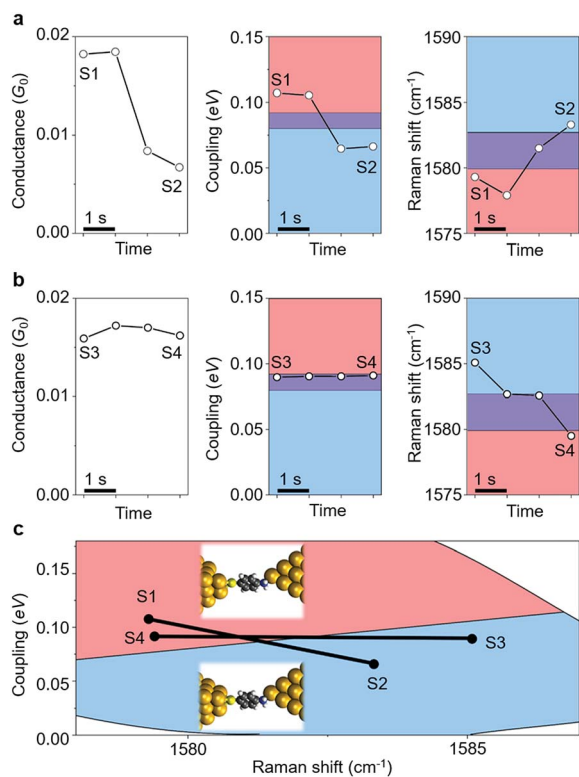 a
Conductance (G0)
0.02
0.01
0.00
S1
S2
1 s
Time
Coupling (eV)
0.15
0.10
0.05
0.00
S1
S2
1 s
Time
Raman shift (cm-1)
1590
1585
1580
1575
S1
S2
1 s
Time
b
Conductance (G0)
0.02
0.01
0.00
S3
S4
1 s
Time
Coupling (eV)
0.15
0.10
0.05
0.00
S3
S4
1 s
Time
Raman shift (cm-1)
1590
1585
1580
1575
S3
S4
1 s
Time
c
Coupling (eV)
0.15
0.10
0.05
0.00
S1
S4
S3
S2
1580
1585
Raman shift (cm-1)